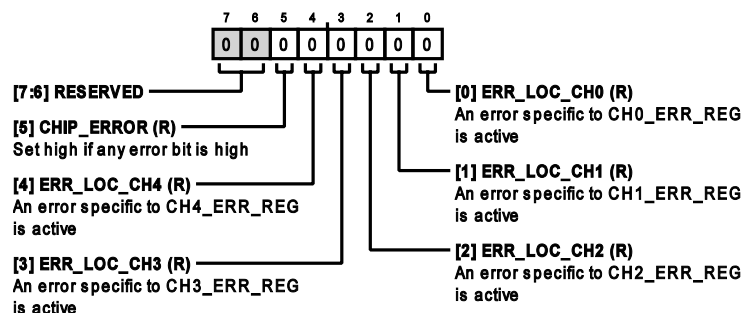 7 6 5 4 3 2 1 0
0 0 0 0 0 0 0 0
[7:6] RESERVED
[5] CHIP_ERROR (R)
Set high if any error bit is high
[4] ERR_LOC_CH4 (R)
An error specific to CH4_ERR_REG
is active
[3] ERR_LOC_CH3 (R)
An error specific to CH3_ERR_REG
is active
[0] ERR_LOC_CH0 (R)
An error specific to CH0_ERR_REG
is active
[1] ERR_LOC_CH1 (R)
An error specific to CH1_ERR_REG
is active
[2] ERR_LOC_CH2 (R)
An error specific to CH2_ERR_REG
is active